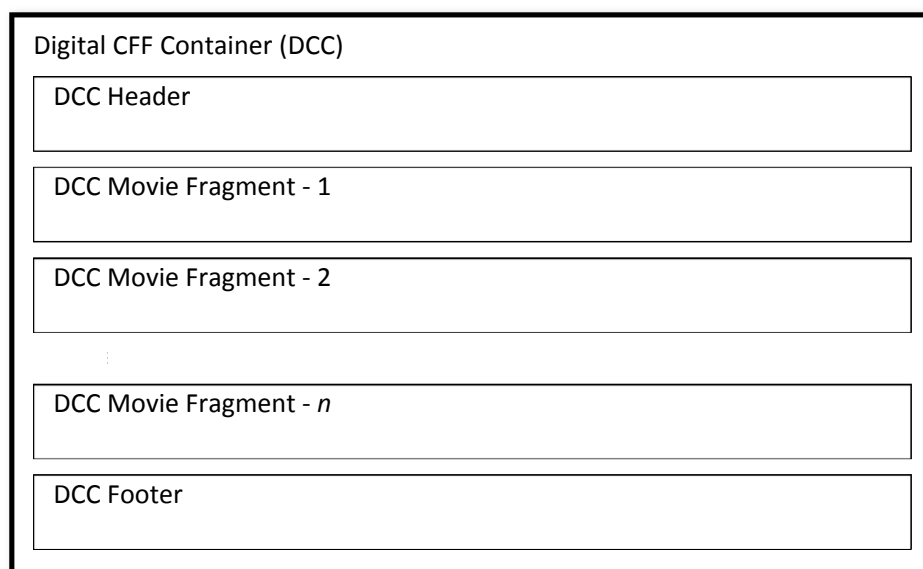 Digital CFF Container (DCC)
DCC Header
DCC Movie Fragment - 1
DCC Movie Fragment - 2
DCC Movie Fragment - n
DCC Footer